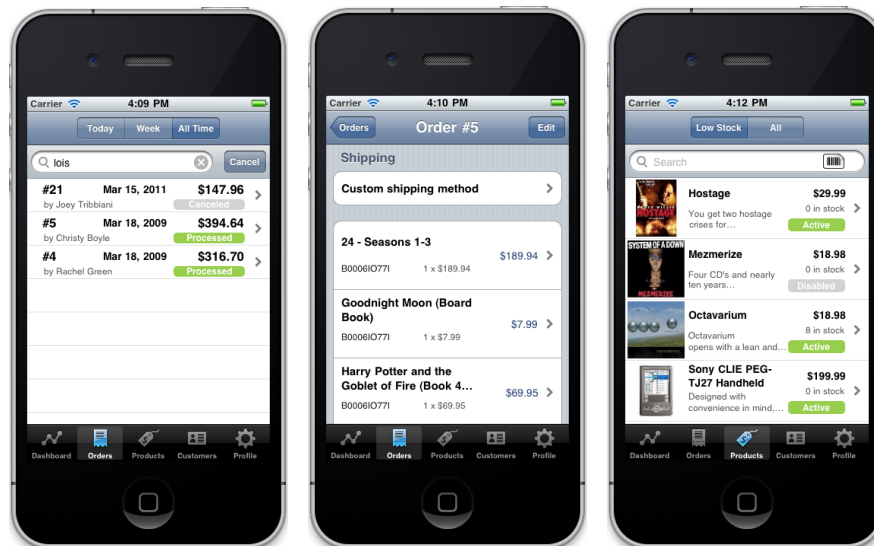 Carrier 4:09 PM
Today Week All Time
lois Cancel
#21 Mar 15, 2011 $147.96
by Joey Tribbiani Canceled
#5 Mar 18, 2009 $394.64
by Christy Boyle Processed
#4 Mar 18, 2009 $316.70
by Rachel Green Processed
Dashboard Orders Products Customers Profile
Carrier 4:10 PM
Orders Order #5 Edit
Shipping
Custom shipping method
24 - Seasons 1-3
$189.94
B0006IO77I 1 x $189.94
Goodnight Moon (Board
Book)
$7.99
B0006IO77I 1 x $7.99
Harry Potter and the
Goblet of Fire (Book 4...
$69.95
B0006IO77I 1 x $69.95
Dashboard Orders Products Customers Profile
Carrier 4:12 PM
Low Stock All
Search
HOSTAGE
Hostage $29.99
You get two hostage 0 in stock
crises for... Active
SYSTEM OF A DOWN
MEZMERIZE
Mezmerize $18.98
Four CD's and nearly 0 in stock
ten years... Disabled
Octavarium $18.98
Octavarium 8 in stock
opens with a lean and... Active
Sony CLIE PEG-
TJ27 Handheld $199.99
Designed with 0 in stock
convenience in mind,... Active
Dashboard Orders Products Customers Profile